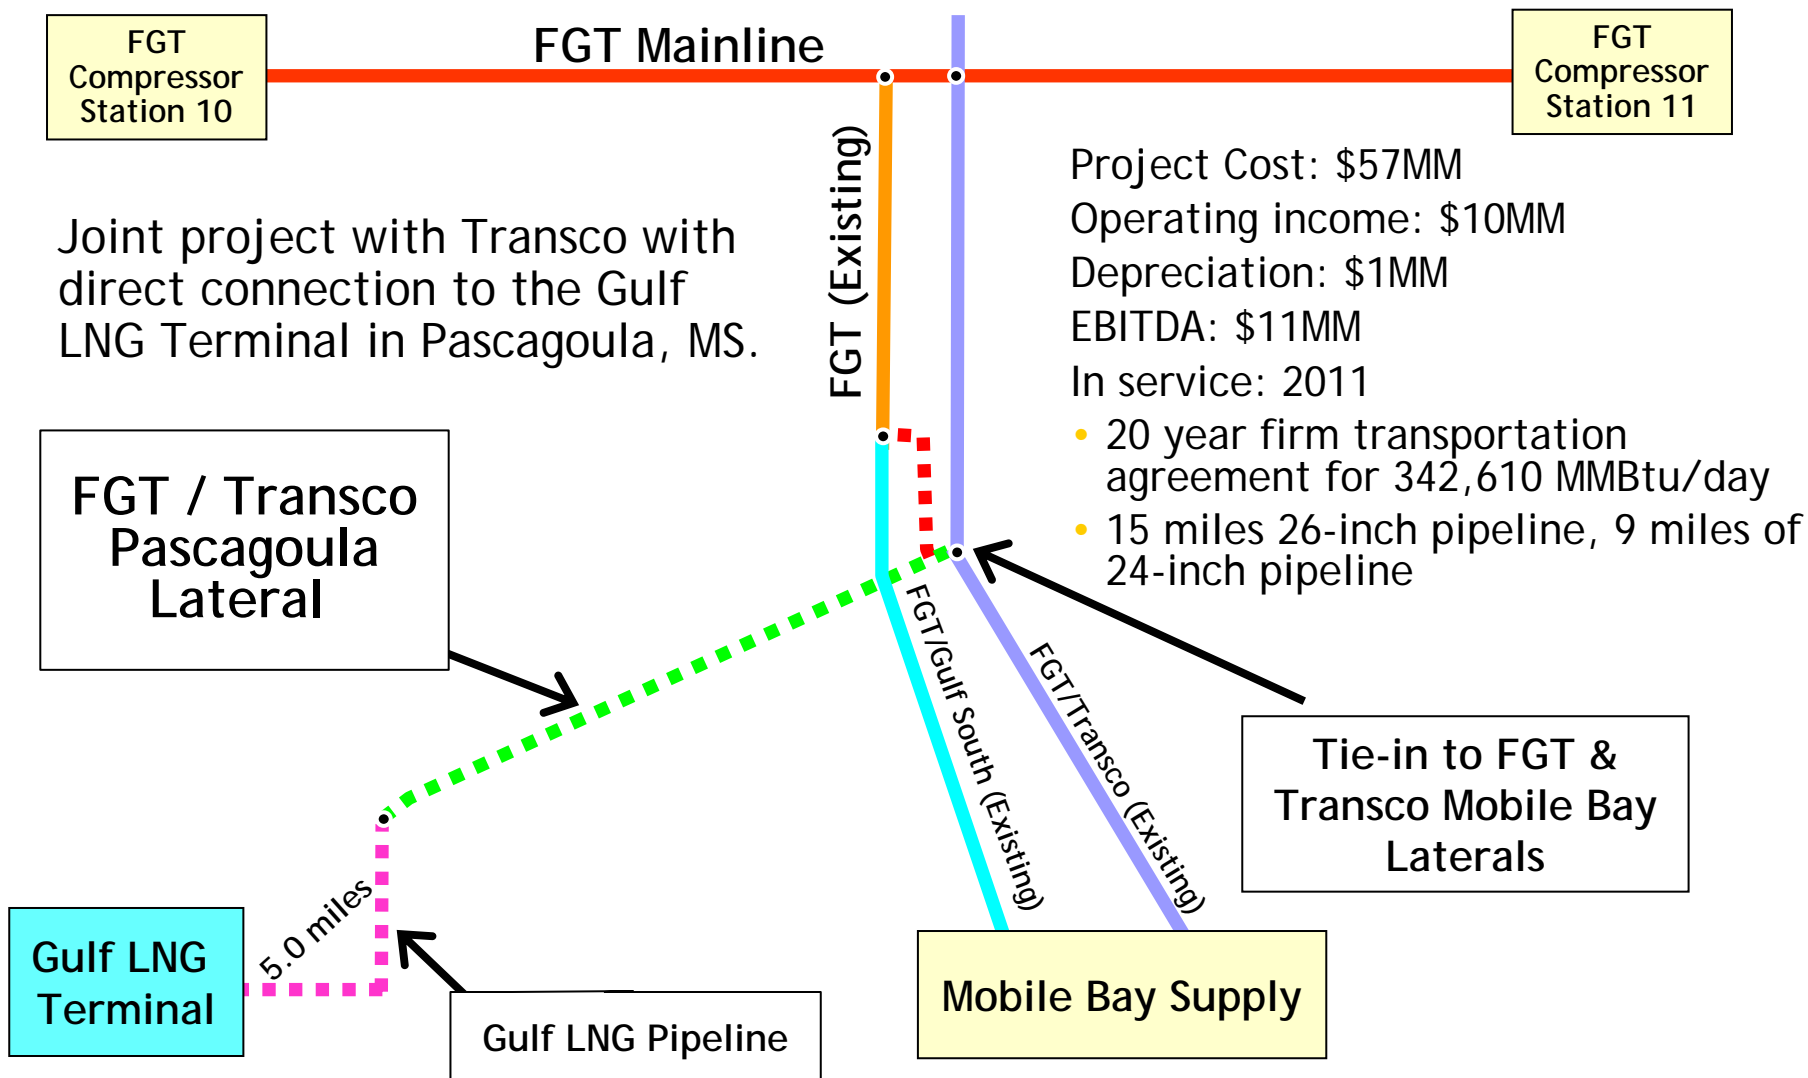 FGT
Compressor
Station 10
FGT Mainline
FGT
Compressor
Station 11
FGT (Existing)
Joint project with Transco with
direct connection to the Gulf
LNG Terminal in Pascagoula, MS.
Project Cost: $57MM
Operating income: $10MM
Depreciation: $1MM
EBITDA: $11MM
In service: 2011
• 20 year firm transportation
agreement for 342,610 MMBtu/day
• 15 miles 26-inch pipeline, 9 miles of
24-inch pipeline
FGT / Transco
Pascagoula
Lateral
FGT/Gulf South (Existing)
FGT/Transco (Existing)
Tie-in to FGT &
Transco Mobile Bay
Laterals
5.0 miles
Gulf LNG
Terminal
Gulf LNG Pipeline
Mobile Bay Supply